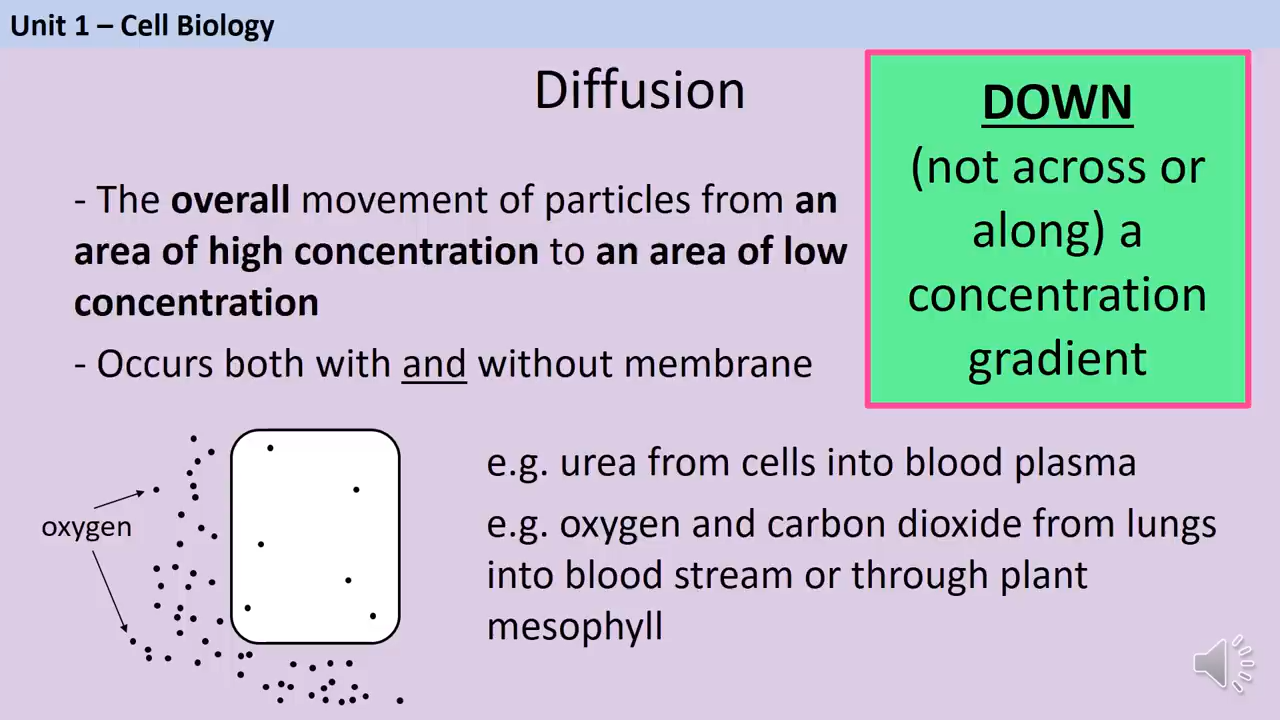 Unit 1 – Cell Biology
Diffusion
- The overall movement of particles from an
area of high concentration to an area of low
concentration
- Occurs both with and without membrane
DOWN
(not across or
along) a
concentration
gradient
oxygen
e.g. urea from cells into blood plasma
e.g. oxygen and carbon dioxide from lungs
into blood stream or through plant
mesophyll